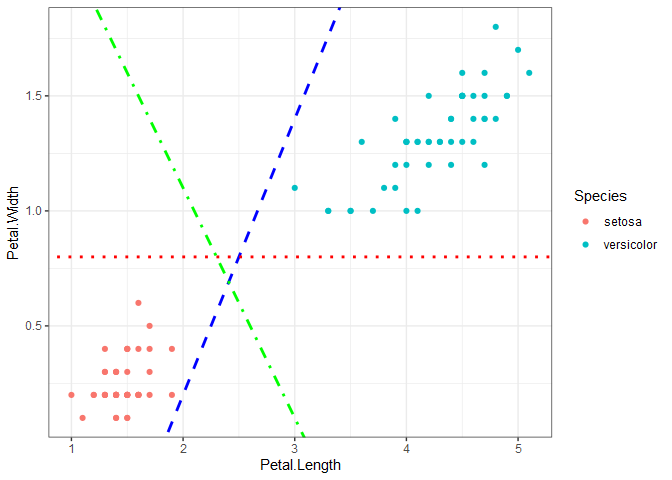 Petal.Width
1.5
1.0
0.5
1 2 3 4 5
Petal.Length
Species
setosa
versicolor